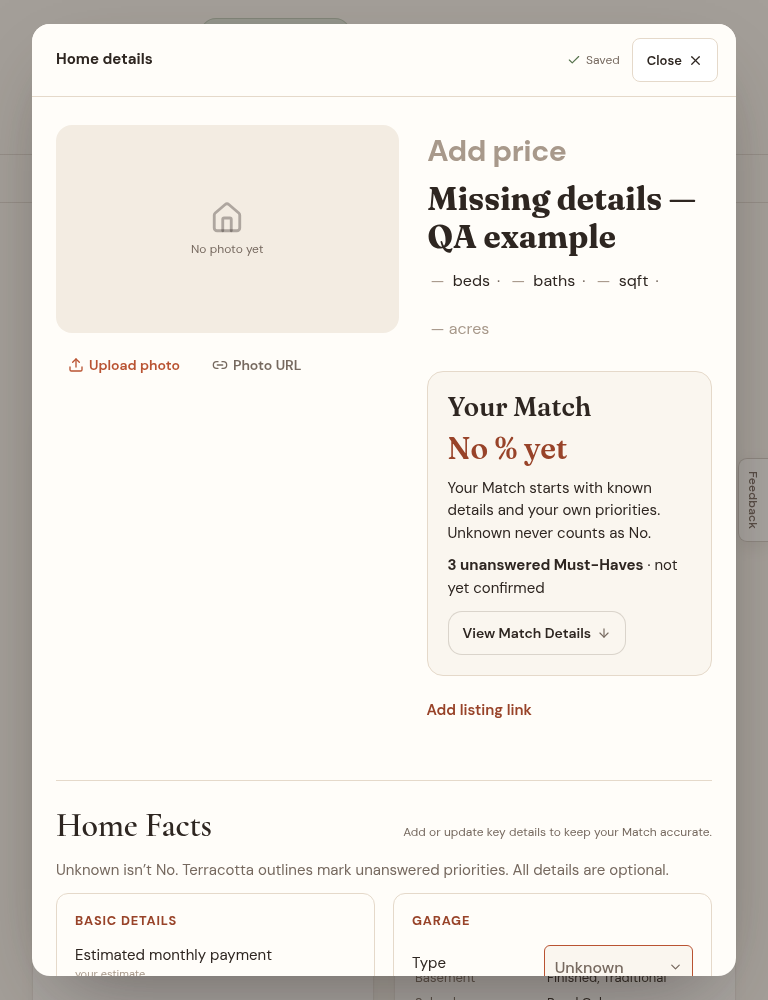 Home details
Saved
Close
No photo yet
Upload photo
Photo URL
Add price
Missing details —
QA example
— beds · — baths · — sqft ·
— acres
Your Match
No % yet
Your Match starts with known
details and your own priorities.
Unknown never counts as No.
3 unanswered Must-Haves · not
yet confirmed
View Match Details ↓
Add listing link
Feedback
Home Facts
Add or update key details to keep your Match accurate.
Unknown isn’t No. Terracotta outlines mark unanswered priorities. All details are optional.
BASIC DETAILS
Estimated monthly payment
your estimate
GARAGE
Type
Unknown
Basement
Finished, Traditional